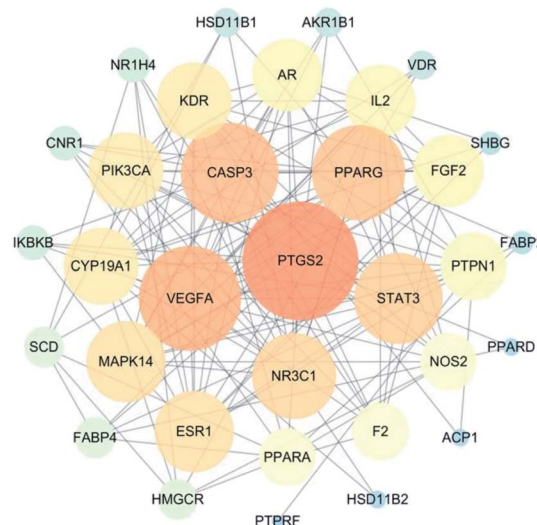 HSD11B1
AKR1B1
NR1H4
AR
VDR
KDR
IL2
CNR1
SHBG
PIK3CA
CASP3
PPARG
FGF2
IKBKB
FABP
CYP19A1
PTGS2
PTPN1
VEGFA
STAT3
SCD
PPARD
MAPK14
NR3C1
NOS2
FABP4
ESR1
PPARA
F2
ACP1
HMGCR
HSD11B2